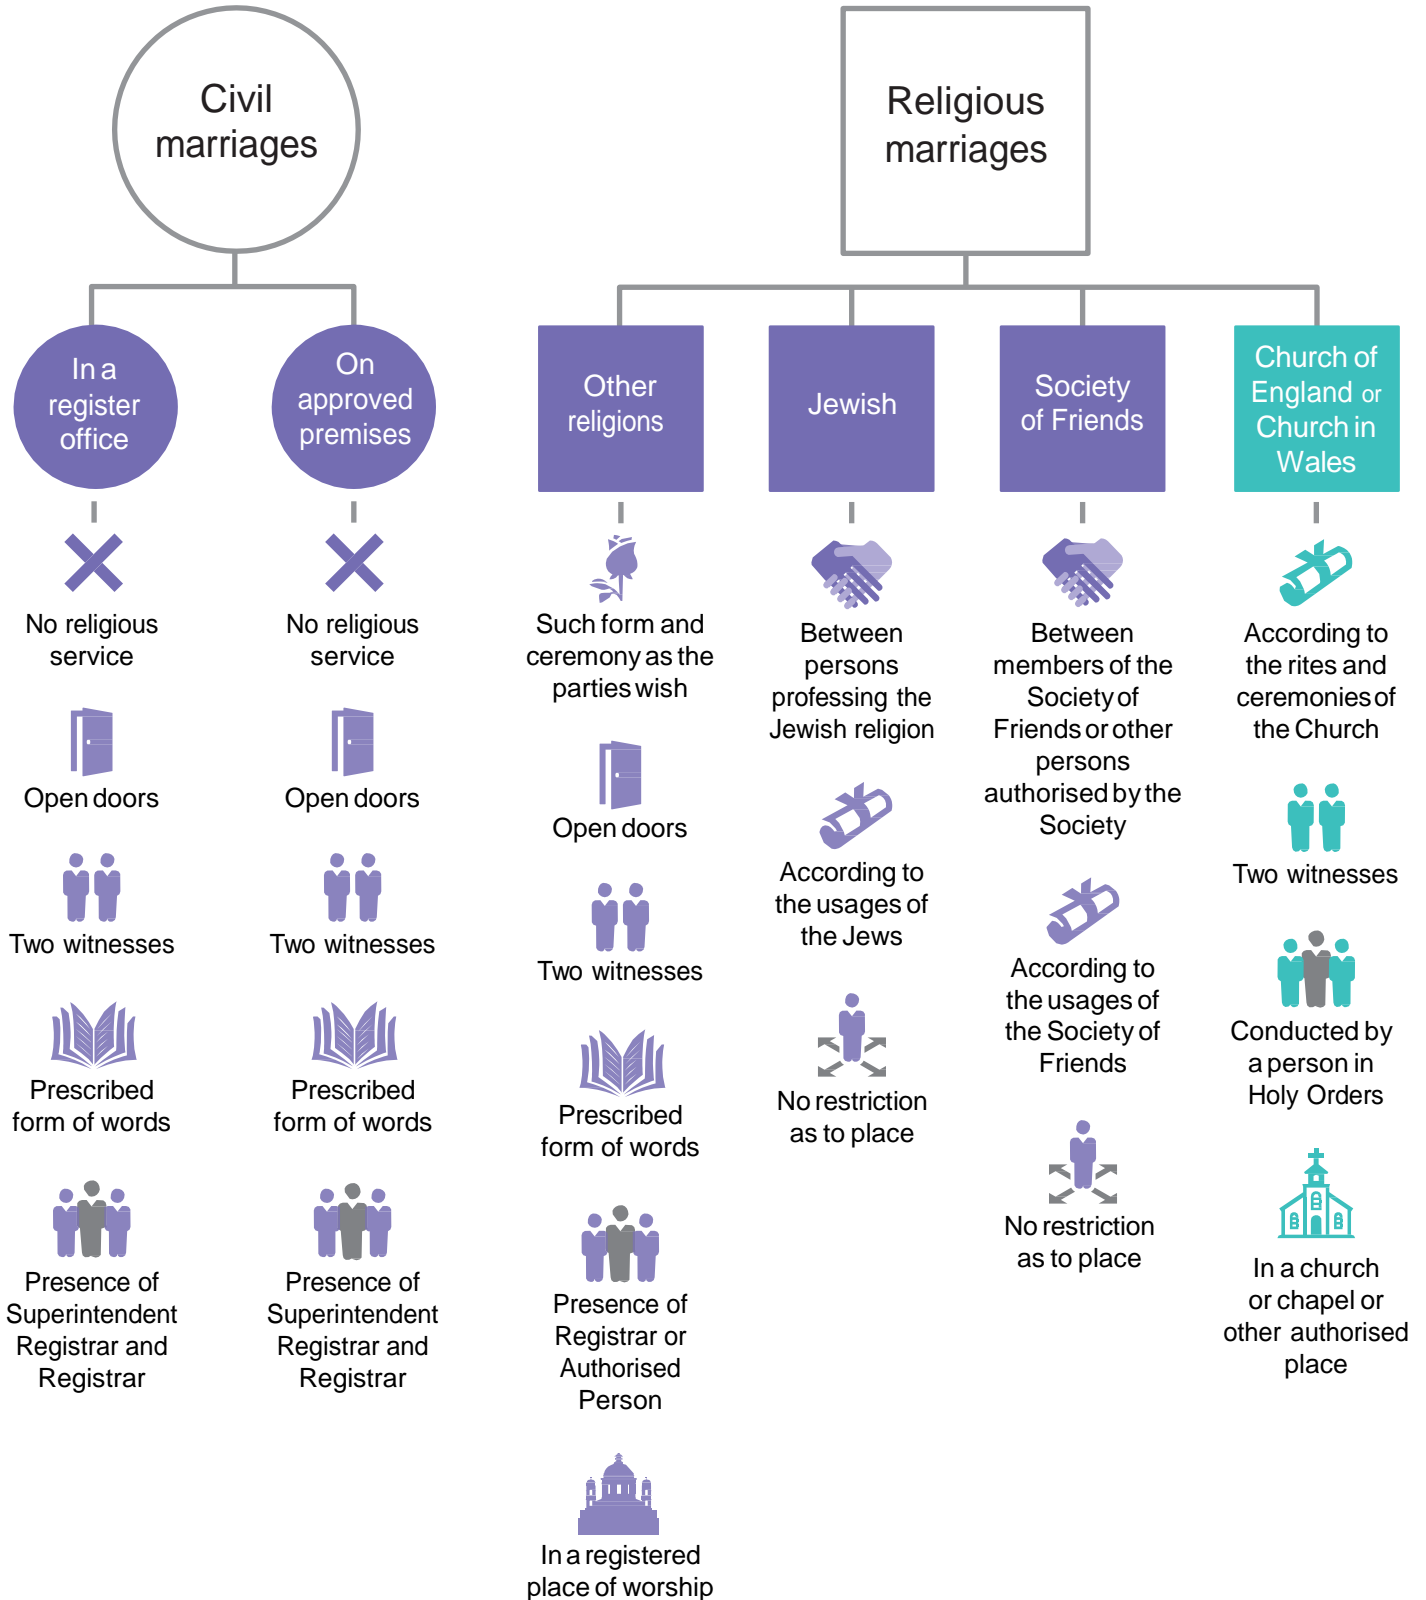 Civil
marriages
In a
register
office
No religious
service
Open doors
Two witnesses
Prescribed
form of words
Presence of
Superintendent
Registrar and
Registrar
On
approved
premises
No religious
service
Open doors
Two witnesses
Prescribed
form of words
Presence of
Superintendent
Registrar and
Registrar
Religious
marriages
Other
religions
Such form and
ceremony as the
parties wish
Open doors
Two witnesses
Prescribed
form of words
Presence of
Registrar or
Authorised
Person
In a registered
place of worship
Jewish
Between
persons
professing the
Jewish religion
According to
the usages of
the Jews
No restriction
as to place
Society
of Friends
Between
members of the
Society of
Friends or other
persons
authorised by the
Society
According to
the usages of
the Society of
Friends
No restriction
as to place
Church of
England or
Church in
Wales
According to
the rites and
ceremonies of
the Church
Two witnesses
Conducted by
a person in
Holy Orders
In a church
or chapel or
other authorised
place